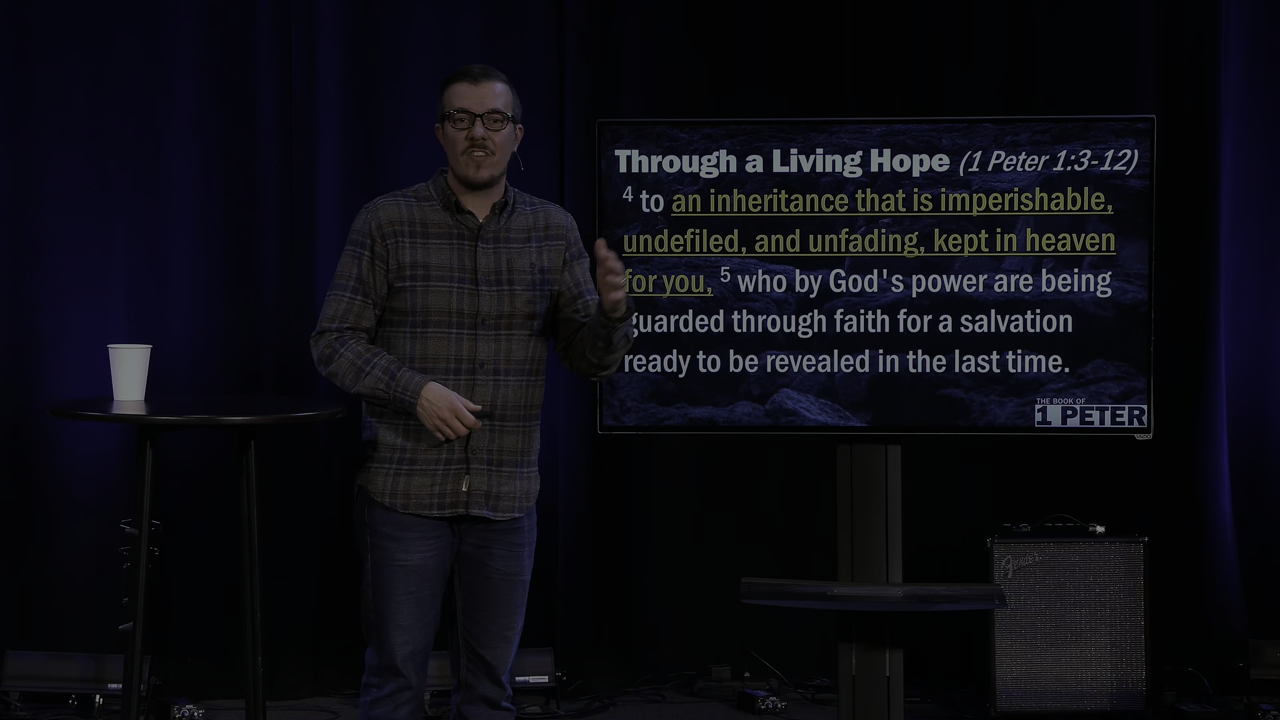 Through a Living Hope (1 Peter 1:3-12)
4 to an inheritance that is imperishable,
undefiled, and unfading, kept in heaven
for you, 5 who by God's power are being
guarded through faith for a salvation
ready to be revealed in the last time.
THE BOOK OF
1 PETER
Fender